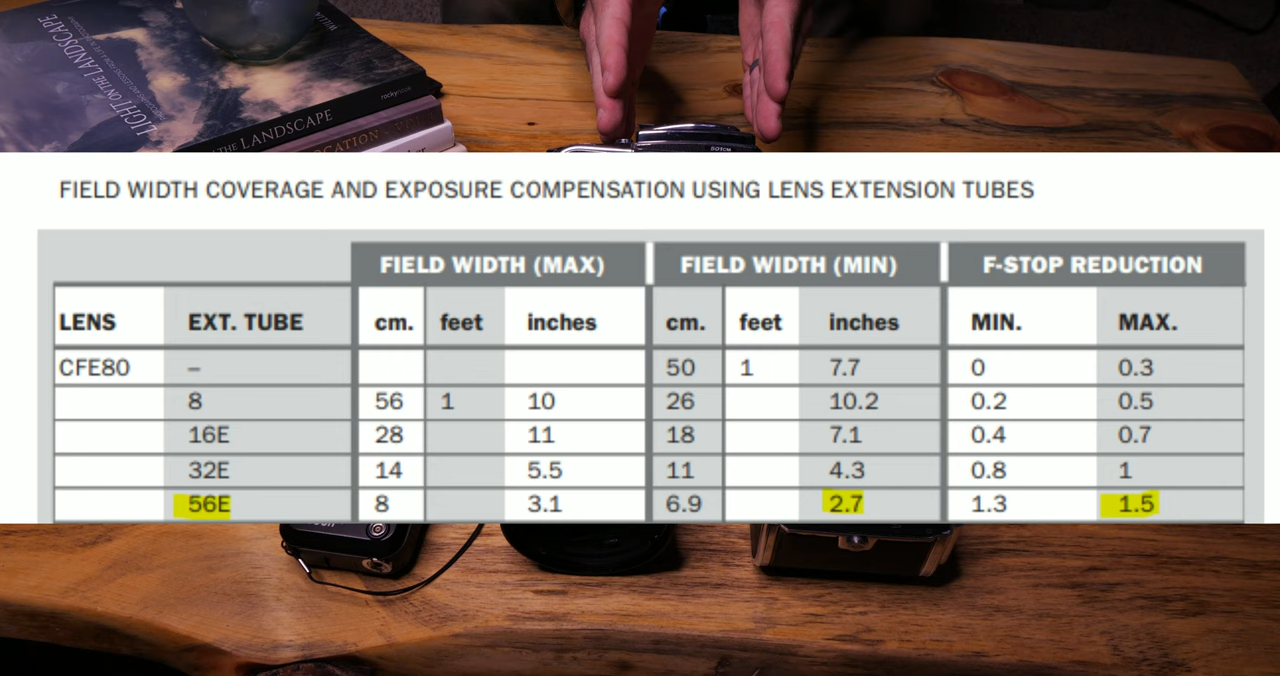 LIGHT ON THE LANDSCAPE
WILLIA
rockynook
THE LANDSCAPE
FIELD WIDTH COVERAGE AND EXPOSURE COMPENSATION USING LENS EXTENSION TUBES
FIELD WIDTH (MAX) FIELD WIDTH (MIN) F-STOP REDUCTION
LENS EXT. TUBE cm. feet inches cm. feet inches MIN. MAX.
CFE80 – 50 1 7.7 0 0.3
8 56 1 10 26 10.2 0.2 0.5
16E 28 11 18 7.1 0.4 0.7
32E 14 5.5 11 4.3 0.8 1
56E 8 3.1 6.9 2.7 1.3 1.5